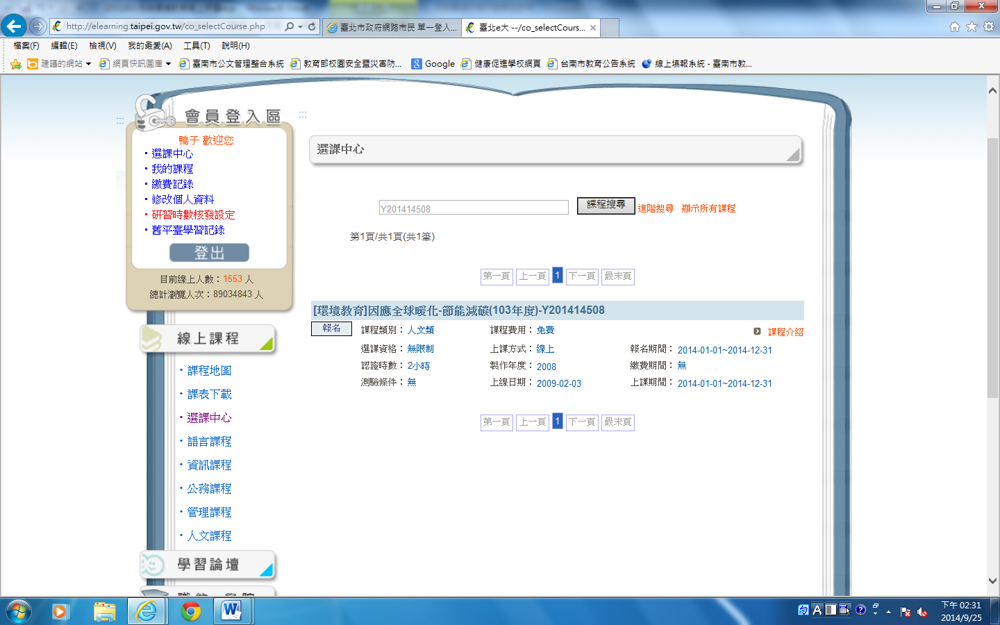 http://elearning.taipei.gov.tw/co_selectCourse.php
臺北市政府網路市民 單一登入...
臺北e大 --/co_selectCours...
檔案(F) 編輯(E) 檢視(V) 我的最愛(A) 工具(T) 說明(H)
建議的網站 網頁快訊圖庫 臺南市公文管理整合系統 教育部校園安全暨災害防... Google 健康促進學校網頁 台南市教育公告系統 線上填報系統 - 臺南市教...
會員登入區
鴨子 歡迎您
選課中心
我的課程
繳費記錄
修改個人資料
研習時數核發設定
舊平臺學習記錄
登出
目前線上人數：1553 人
總計瀏覽人次：89034843 人
線上課程
課程地圖
課表下載
選課中心
語言課程
資訊課程
公務課程
管理課程
人文課程
學習論壇
選課中心
Y201414508 課程搜尋 進階搜尋 顯示所有課程
第1頁/共1頁(共1筆)
第一頁 上一頁 1 下一頁 最末頁
[環境教育]因應全球暖化-節能減碳(103年度)-Y201414508
報名 課程類別：人文類 課程費用：免費 課程介紹
選課資格：無限制 上課方式：線上 報名期間：2014-01-01~2014-12-31
認證時數：2小時 製作年度：2008 繳費期間：無
測驗條件：無 上線日期：2009-02-03 上課期間：2014-01-01~2014-12-31
第一頁 上一頁 1 下一頁 最末頁
下午 02:31
2014/9/25